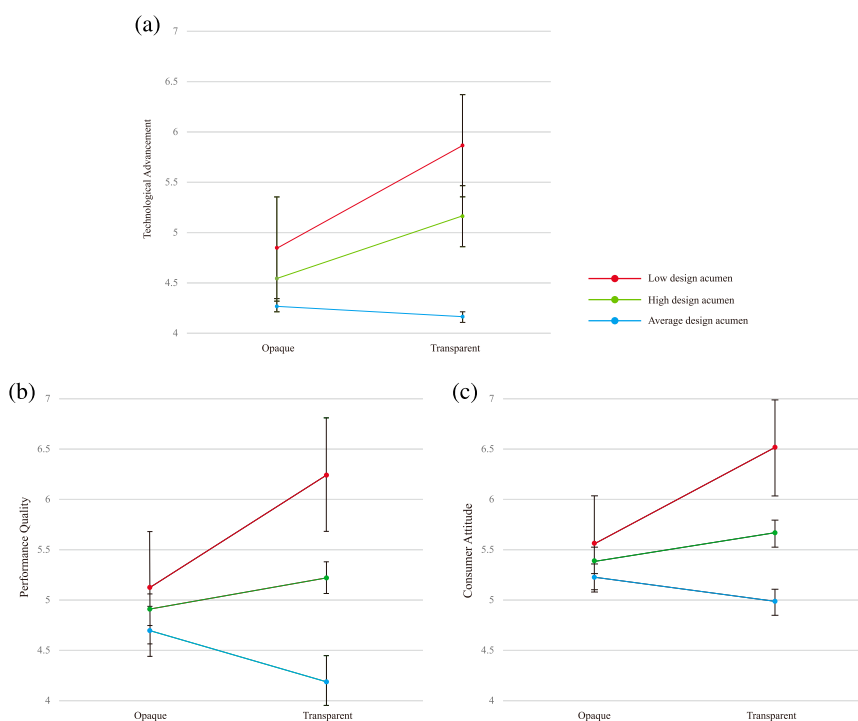 (a)
7
6.5
6
5.5
5
4.5
4
Technological Advancement
Opaque
Transparent
Low design acumen
High design acumen
Average design acumen
(b)
7
6.5
6
5.5
5
4.5
4
Performance Quality
Opaque
Transparent
(c)
7
6.5
6
5.5
5
4.5
4
Consumer Attitude
Opaque
Transparent